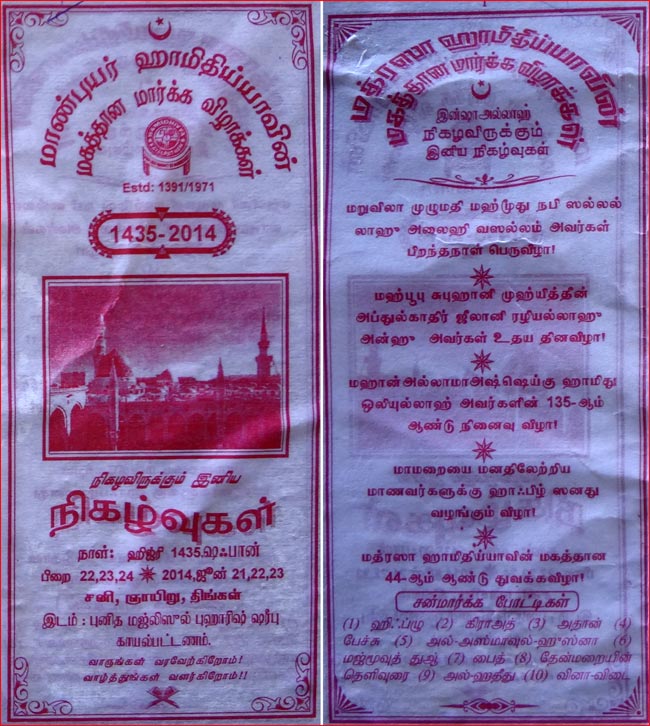 மாண்புயர் ஹாமிதிய்யாவின்
மகத்தான மார்க்க விழாக்கள்
Estd: 1391/1971
1435-2014
நிகழவிருக்கும் இனிய
நிகழ்வுகள்
நாள்: ஹிஜ்ரி 1435.ஷஃபான்
பிறை 22,23,24 2014,ஜூன் 21,22,23
சனி, ஞாயிறு, திங்கள்
இடம் : புனித மஜ்லிஸுல் புஹாரிஷ் ஷரீபு
காயல்பட்டணம்.
வாருங்கள் வரவேற்கிறோம்!
வாழ்த்துங்கள் வளர்கிறோம்!!
மத்ரஸா ஹாமிதிய்யாவின்
மகத்தான மார்க்க விழாக்கள்
இன்ஷா அல்லாஹ்
நிகழவிருக்கும்
இனிய நிகழ்வுகள்
மறுவிலா முழுமதி மஹ்மூது நபி ஸல்லல்
லாஹு அலைஹி வஸல்லம் அவர்கள்
பிறந்தநாள் பெருவிழா!
மஹ்பூபு சுபுஹானி முஹ்யித்தீன்
அப்துல்காதிர் ஜீலானி ரழியல்லாஹு
அன்ஹு அவர்கள் உதய தினவிழா!
மஹான்அல்லாமாஅஷ்ஷெய்கு ஹாமிது
ஒலியுல்லாஹ் அவர்களின் 135-ஆம்
ஆண்டு நினைவு விழா!
மாமறையை மனதிலேற்றிய
மாணவர்களுக்கு ஹாஃபிழ் ஸனது
வழங்கும் விழா!
மத்ரஸா ஹாமிதிய்யாவின் மகத்தான
44-ஆம் ஆண்டு துவக்கவிழா!
சன்மார்க்க போட்டிகள்
(1) ஹிஃப்ழு (2) கிராஅத் (3) அதான் (4)
பேச்சு (5) அல்-அஸ்மாவுல்-ஹுஸ்னா (6)
மஜ்மூவுத் துஆ (7) பைத் (8) தேன்மறையின்
தெளிவுரை (9) அல்-ஹதீது (10) வினா-விடை